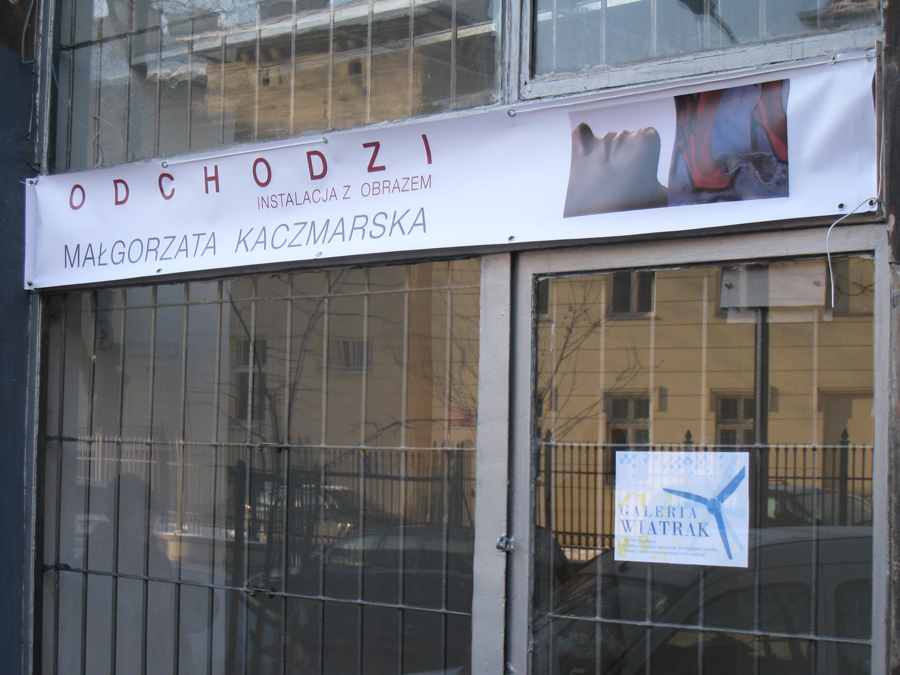 ODCHODZI
INSTALACJA Z OBRAZEM
MAŁGORZATA KACZMARSKA
GALERIA
WIATRAK